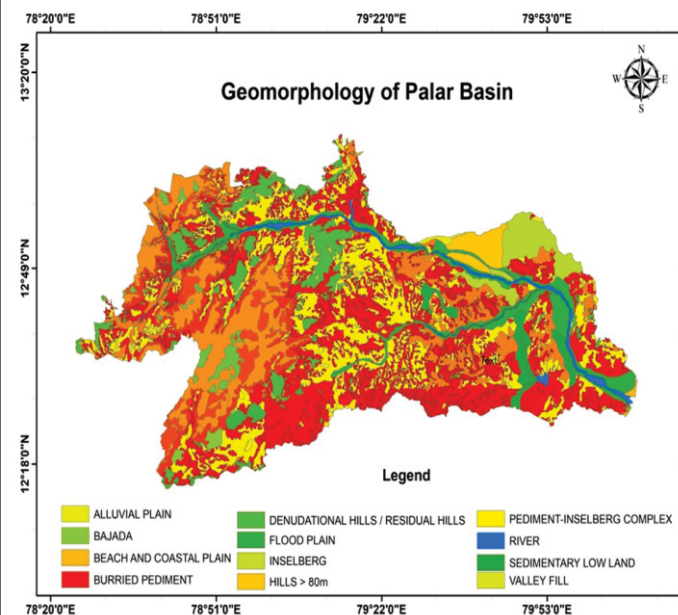 78°20'0"E 78°51'0"E 79°22'0"E 79°53'0"E
13°20'0"N
N
W E
S
Geomorphology of Palar Basin
12°49'0"N
12°18'0"N
Text
Legend
ALLUVIAL PLAIN
BAJADA
BEACH AND COASTAL PLAIN
BURRIED PEDIMENT
DENUDATIONAL HILLS / RESIDUAL HILLS
FLOOD PLAIN
INSELBERG
HILLS > 80m
PEDIMENT-INSELBERG COMPLEX
RIVER
SEDIMENTARY LOW LAND
VALLEY FILL
78°20'0"E 78°51'0"E 79°22'0"E 79°53'0"E